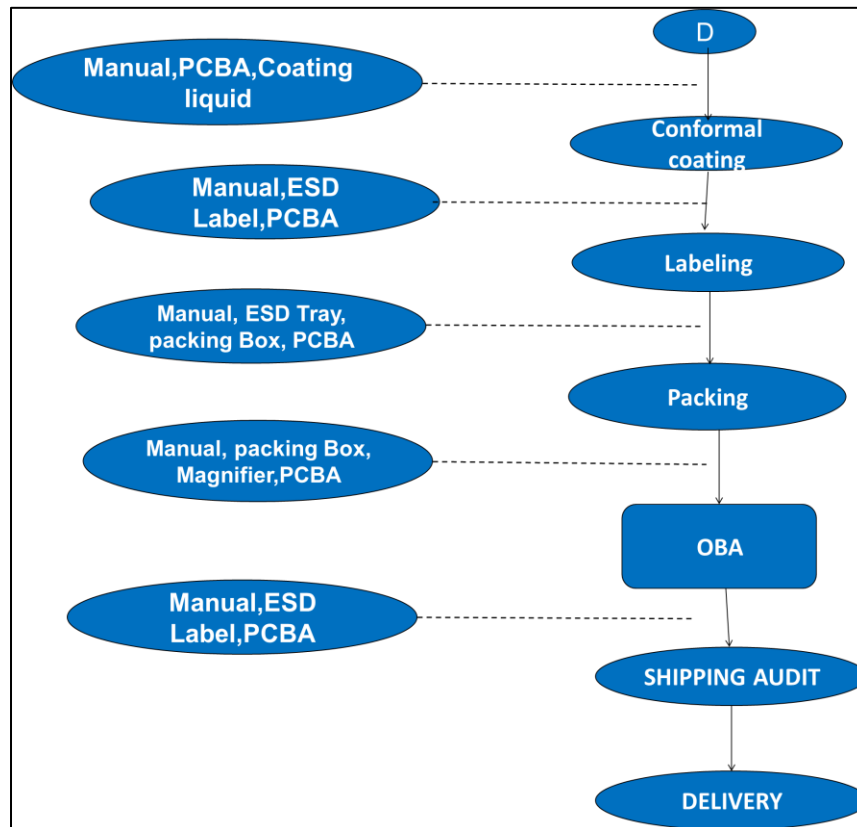 D
Manual,PCBA,Coating
liquid
Conformal
coating
Manual,ESD
Label,PCBA
Labeling
Manual, ESD Tray,
packing Box, PCBA
Packing
Manual, packing Box,
Magnifier,PCBA
OBA
Manual,ESD
Label,PCBA
SHIPPING AUDIT
DELIVERY